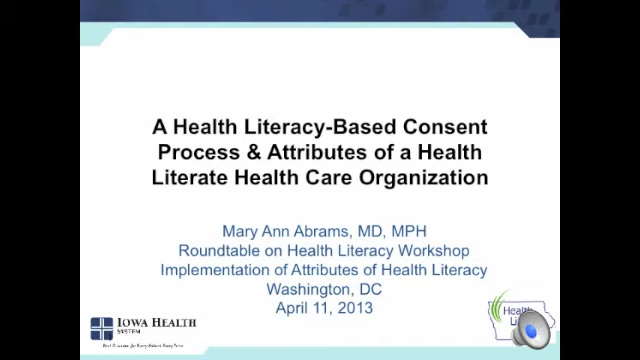 A Health Literacy-Based Consent
Process & Attributes of a Health
Literate Health Care Organization
Mary Ann Abrams, MD, MPH
Roundtable on Health Literacy Workshop
Implementation of Attributes of Health Literacy
Washington, DC
April 11, 2013
IOWA HEALTH
SYSTEM
Health